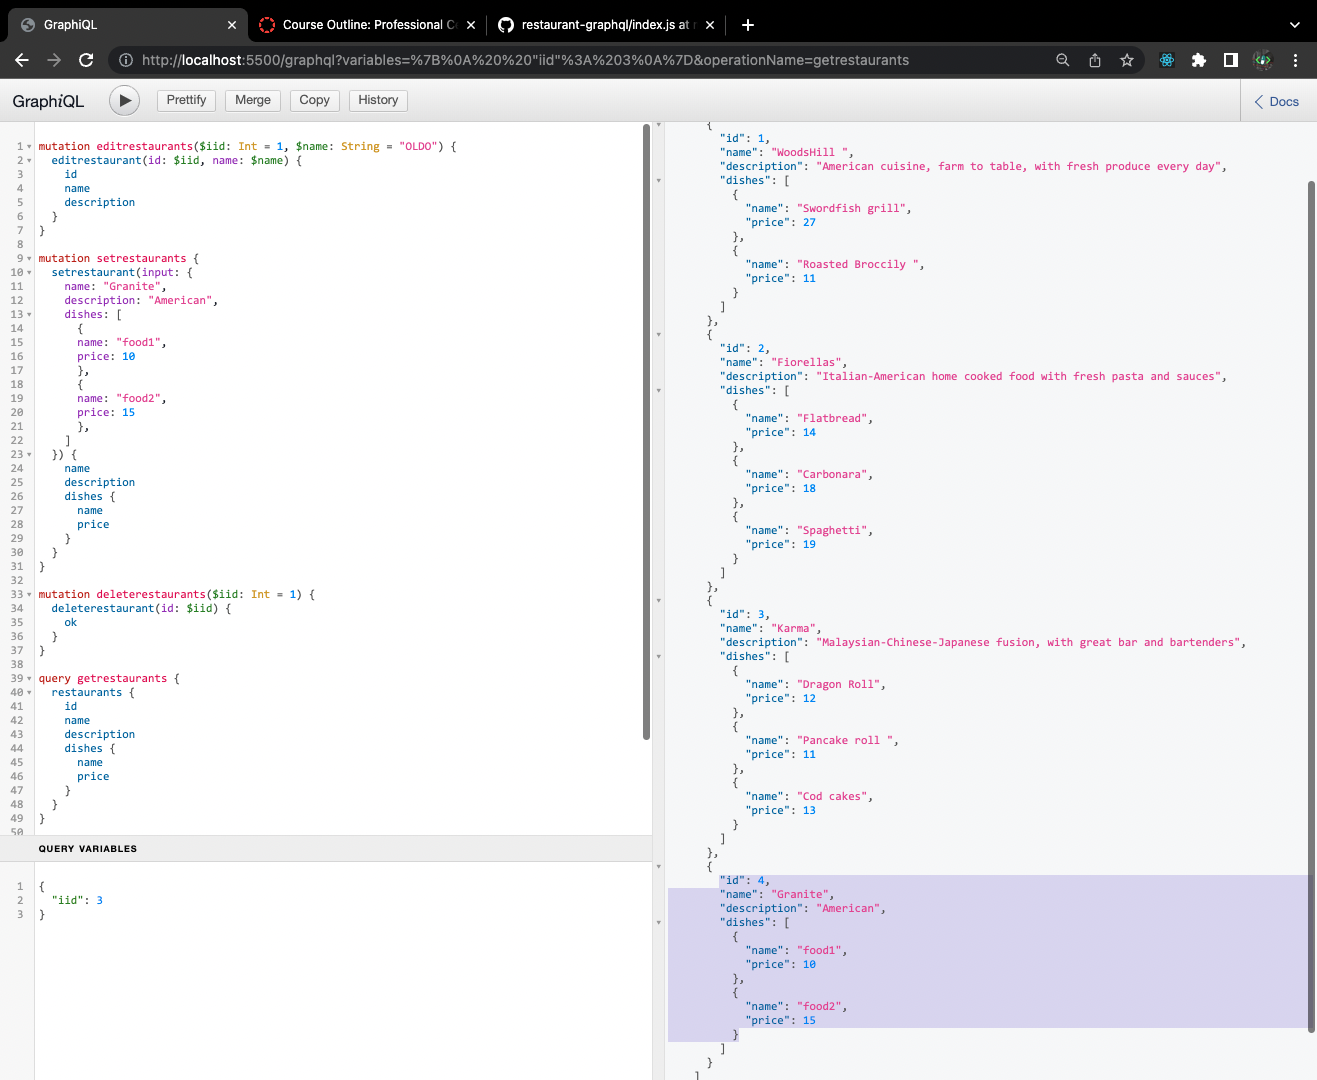 GraphiQL
Course Outline: Professional C
restaurant-graphql/index.js at
http://localhost:5500/graphql?variables=%7B%0A%20%20"iid"%3A%203%0A%7D&operationName=getrestaurants
GraphiQL
Prettify
Merge
Copy
History
Docs
1 mutation editrestaurants($iid: Int = 1, $name: String = "OLDO") {
2 editrestaurant(id: $iid, name: $name) {
3 id
4 name
5 description
6 }
7 }
8
9 mutation setrestaurants {
10 setrestaurant(input: {
11 name: "Granite",
12 description: "American",
13 dishes: [
14 {
15 name: "food1",
16 price: 10
17 },
18 {
19 name: "food2",
20 price: 15
21 },
22 ]
23 }) {
24 name
25 description
26 dishes {
27 name
28 price
29 }
30 }
31 }
32
33 mutation deleterestaurants($iid: Int = 1) {
34 deleterestaurant(id: $iid) {
35 ok
36 }
37 }
38
39 query getrestaurants {
40 restaurants {
41 id
42 name
43 description
44 dishes {
45 name
46 price
47 }
48 }
49 }
50
QUERY VARIABLES
1 {
2 "iid": 3
3 }
{
"id": 1,
"name": "WoodsHill ",
"description": "American cuisine, farm to table, with fresh produce every day",
"dishes": [
{
"name": "Swordfish grill",
"price": 27
},
{
"name": "Roasted Broccily ",
"price": 11
}
]
},
{
"id": 2,
"name": "Fiorellas",
"description": "Italian-American home cooked food with fresh pasta and sauces",
"dishes": [
{
"name": "Flatbread",
"price": 14
},
{
"name": "Carbonara",
"price": 18
},
{
"name": "Spaghetti",
"price": 19
}
]
},
{
"id": 3,
"name": "Karma",
"description": "Malaysian-Chinese-Japanese fusion, with great bar and bartenders",
"dishes": [
{
"name": "Dragon Roll",
"price": 12
},
{
"name": "Pancake roll ",
"price": 11
},
{
"name": "Cod cakes",
"price": 13
}
]
},
{
"id": 4,
"name": "Granite",
"description": "American",
"dishes": [
{
"name": "food1",
"price": 10
},
{
"name": "food2",
"price": 15
}
]
}
]